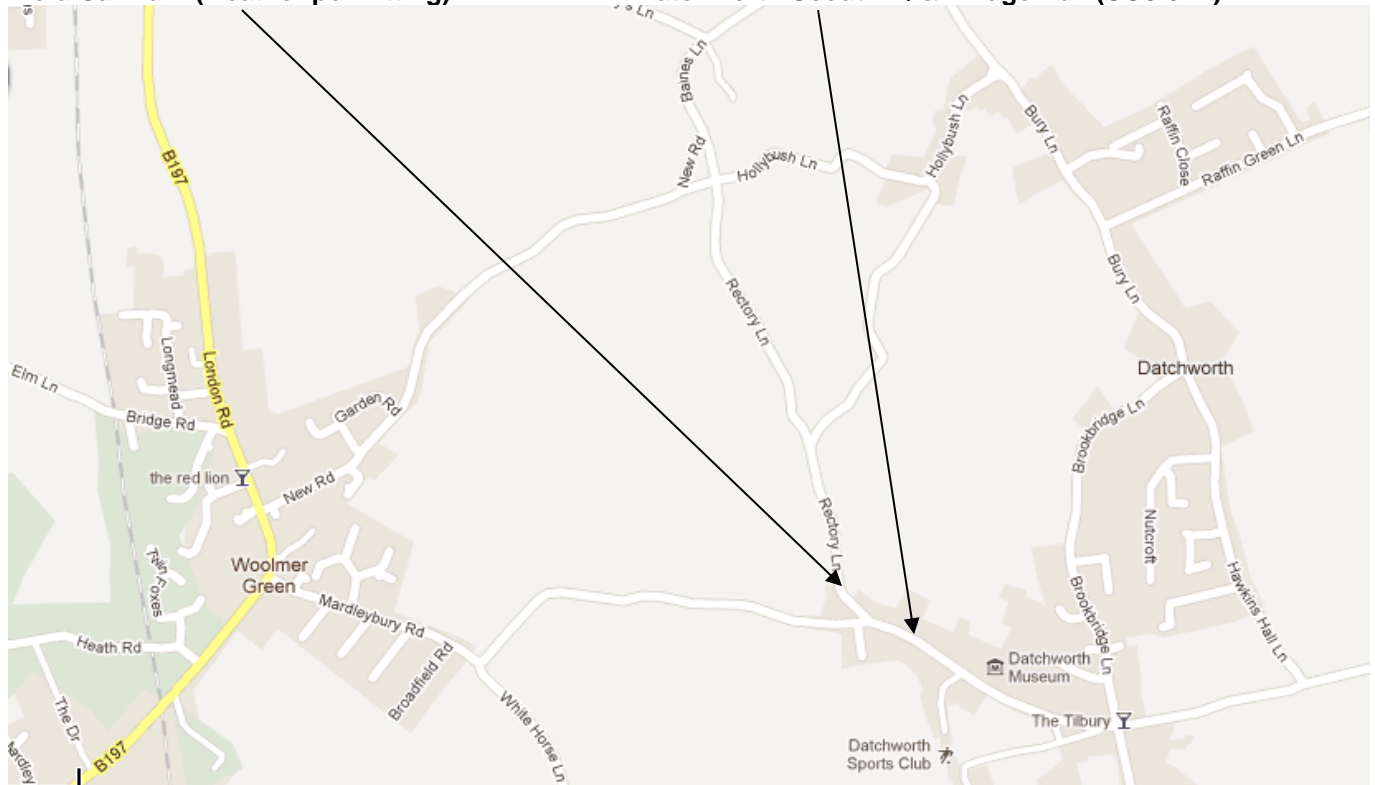 (weather permitting)
Baines Ln
New Rd
Hollybush Ln
Hollybush Ln
Bury Ln
Raffin Close
Raffin Green Ln
B197
Rectory Ln
Bury Ln
Longmead
London Rd
Elm Ln
Bridge Rd
Garden Rd
Datchworth
Brookbridge Ln
the red lion
New Rd
Rectory Ln
Nutcroft
Twin Foxes
Woolmer
Green
Mardleybury Rd
Hawkins Hall Ln
Brookbridge Ln
Heath Rd
Broadfield Rd
Datchworth
Museum
The Dr
White Horse Ln
The Tilbury
B197
Datchworth
Sports Club